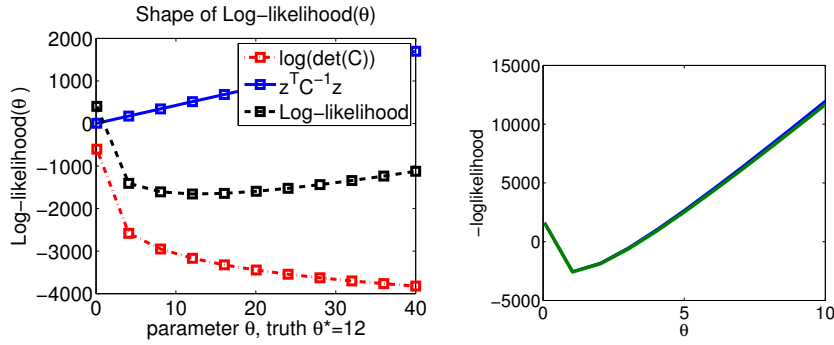 Shape of Log−likelihood(θ)
Log−likelihood(θ )
2000
1000
0
−1000
−2000
−3000
−4000
0
10
20
30
40
parameter θ, truth θ*=12
log(det(C))
z^T C^−1 z
Log−likelihood
−loglikelihood
15000
10000
5000
0
−5000
0
5
10
θ